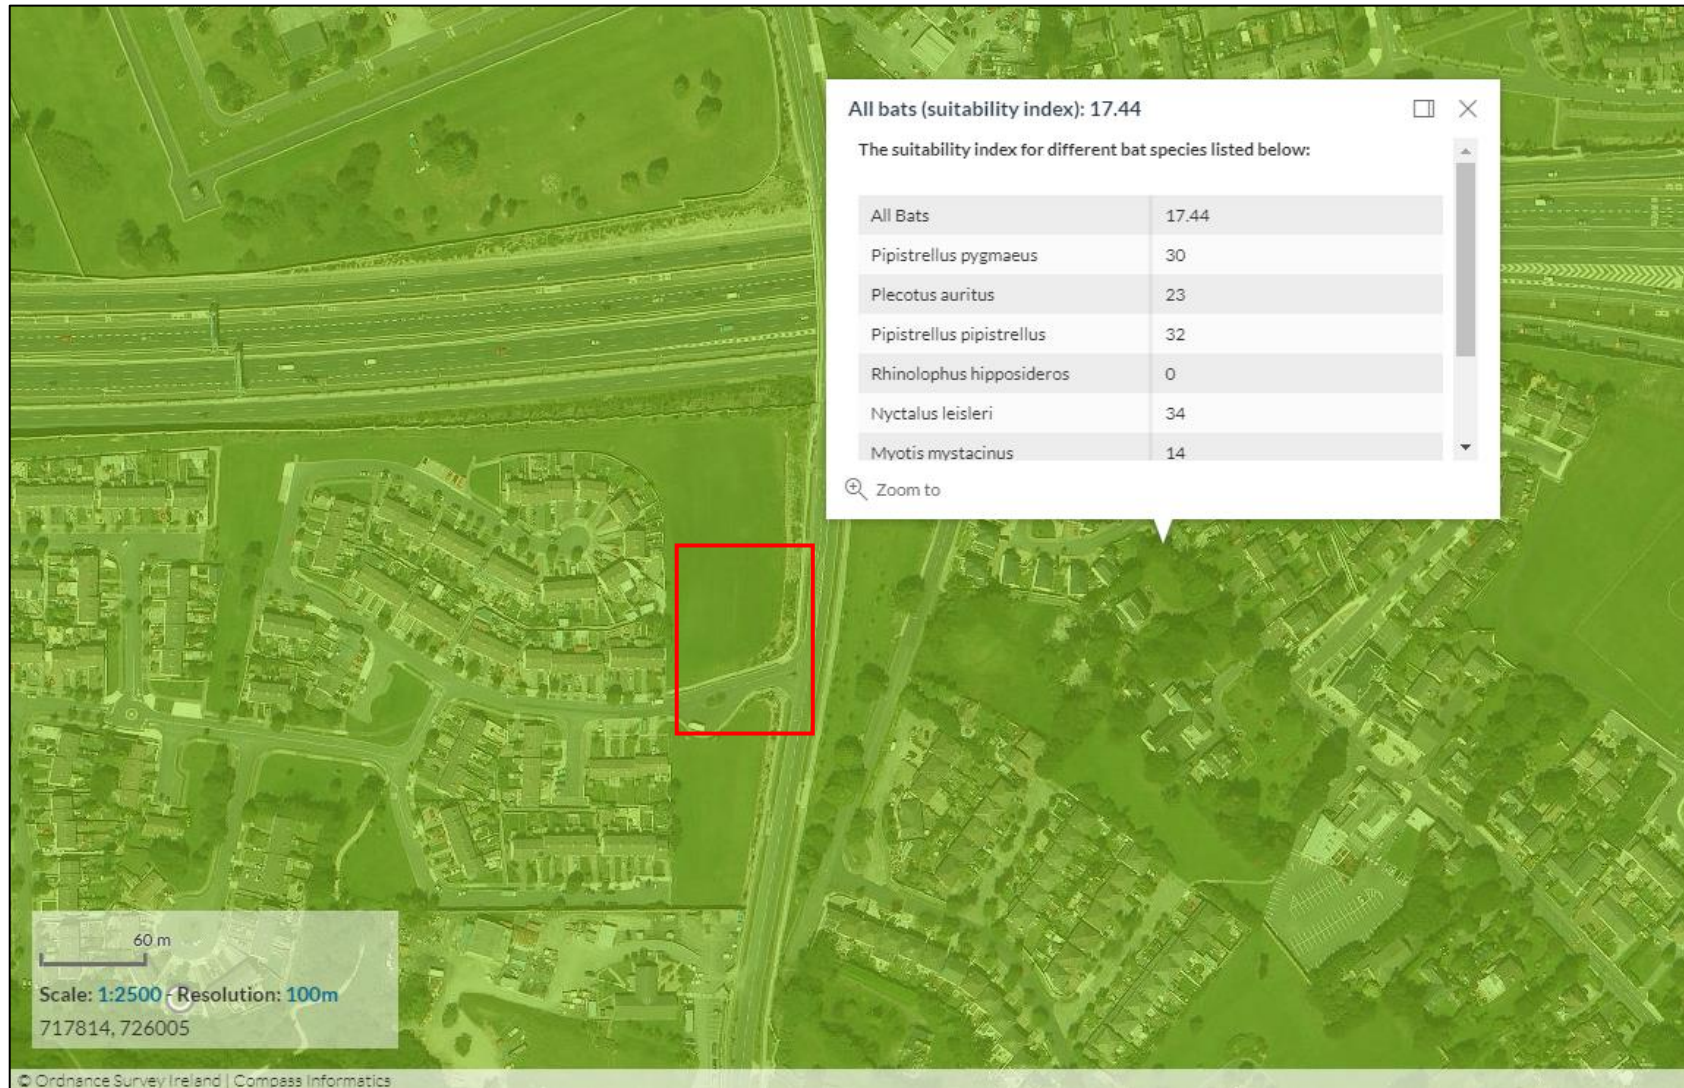 All bats (suitability index): 17.44
The suitability index for different bat species listed below:
All Bats 17.44
Pipistrellus pygmaeus 30
Plecotus auritus 23
Pipistrellus pipistrellus 32
Rhinolophus hipposideros 0
Nyctalus leisleri 34
Myotis mystacinus 14
Zoom to
60 m
Scale: 1:2500 - Resolution: 100m
717814, 726005
© Ordnance Survey Ireland | Compass Informatics